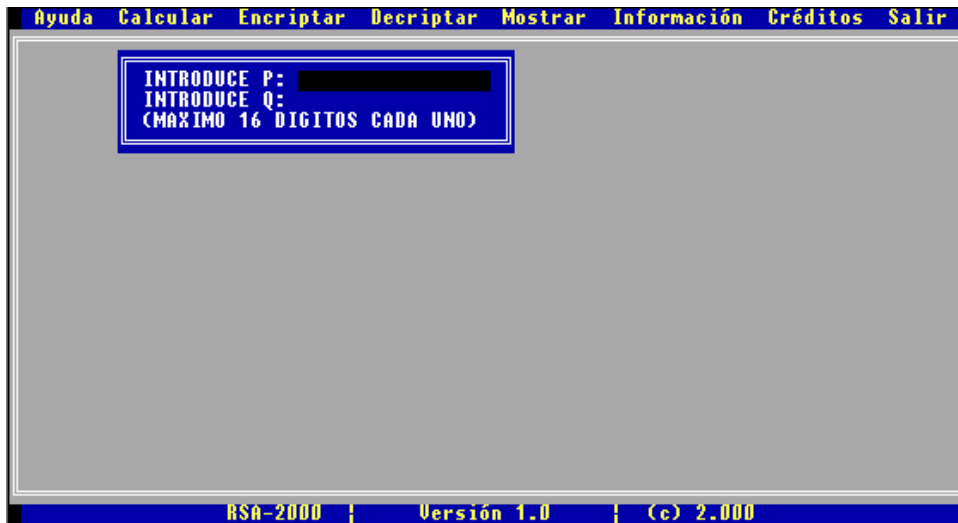 Ayuda Calcular Encriptar Decriptar Mostrar Información Créditos Salir
INTRODUCE P:
INTRODUCE Q:
(MAXIMO 16 DIGITOS CADA UNO)
RSA-2000 ¦ Versión 1.0 ¦ (c) 2.000